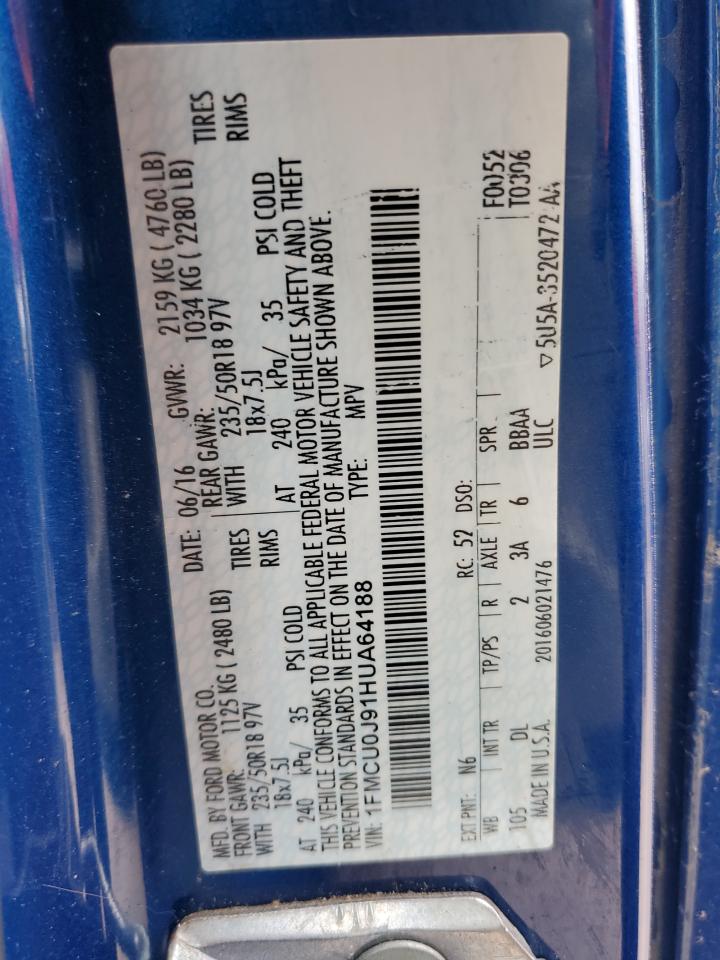 MFD. BY FORD MOTOR CO. DATE: 06/16 GVWR: 2159 KG ( 4760 LB)
FRONT GAWR: 1125 KG ( 2480 LB) REAR GAWR: 1034 KG ( 2280 LB)
WITH 235/50R18 97V TIRES WITH 235/50R18 97V TIRES
18x7.5J RIMS 18x7.5J RIMS
AT 240 kPa/ 35 PSI COLD AT 240 kPa/ 35 PSI COLD
THIS VEHICLE CONFORMS TO ALL APPLICABLE FEDERAL MOTOR VEHICLE SAFETY AND THEFT
PREVENTION STANDARDS IN EFFECT ON THE DATE OF MANUFACTURE SHOWN ABOVE.
VIN: 1FMCU0J91HUA64188 TYPE: MPV
EXT PNT: N6 RC: 52 DSO:
WB INT TR TP/PS R AXLE TR SPR F0052
105 DL 2 3A 6 BBAA T0306
MADE IN U.S.A. 201606021476 ULC ▽5U5A-3520472-AA